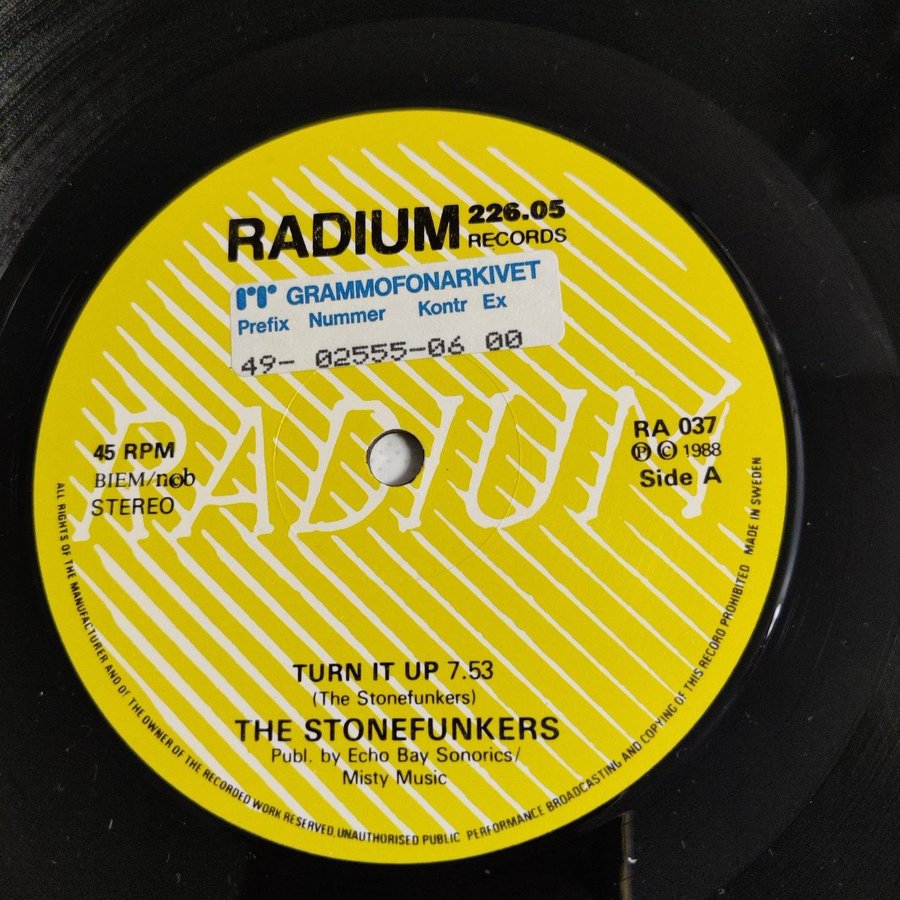 RADIUM 226.05
RECORDS
rr GRAMMOFONARKIVET
Prefix Nummer Kontr Ex
49- 02555-06 00
RADIUM
45 RPM
BIEM/ncb
STEREO
RA 037
Ⓟ © 1988
Side A
TURN IT UP 7.53
(The Stonefunkers)
THE STONEFUNKERS
Publ. by Echo Bay Sonorics/
Misty Music
ALL RIGHTS OF THE MANUFACTURER AND OF THE OWNER OF THE RECORDED WORK RESERVED. UNAUTHORISED PUBLIC PERFORMANCE BROADCASTING AND COPYING OF THIS RECORD PROHIBITED MADE IN SWEDEN